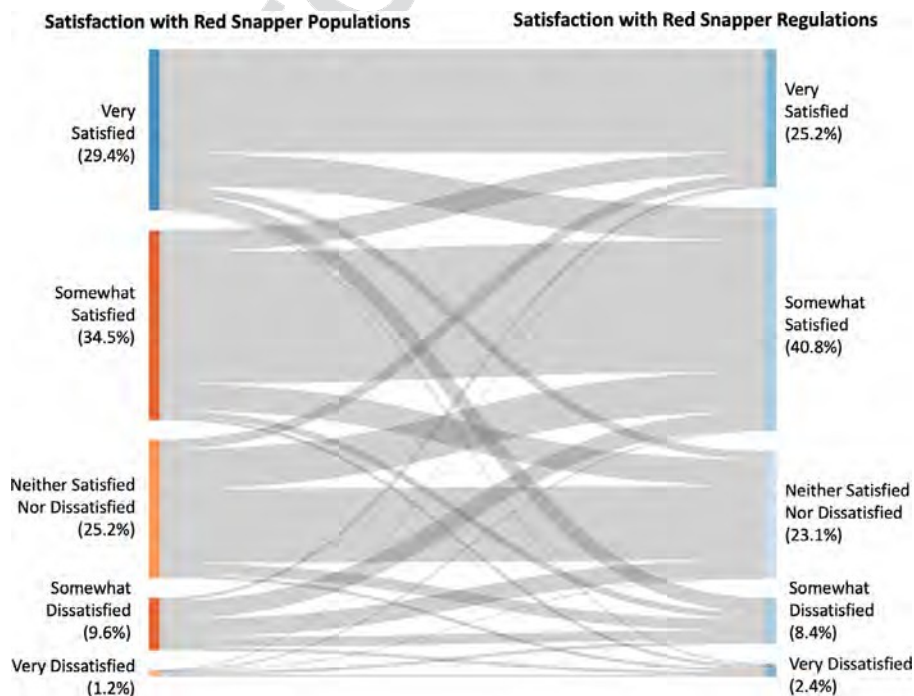 Satisfaction with Red Snapper Populations
Satisfaction with Red Snapper Regulations
Very
Satisfied
(29.4%)
Somewhat
Satisfied
(34.5%)
Neither Satisfied
Nor Dissatisfied
(25.2%)
Somewhat
Dissatisfied
(9.6%)
Very Dissatisfied
(1.2%)
Very
Satisfied
(25.2%)
Somewhat
Satisfied
(40.8%)
Neither Satisfied
Nor Dissatisfied
(23.1%)
Somewhat
Dissatisfied
(8.4%)
Very Dissatisfied
(2.4%)